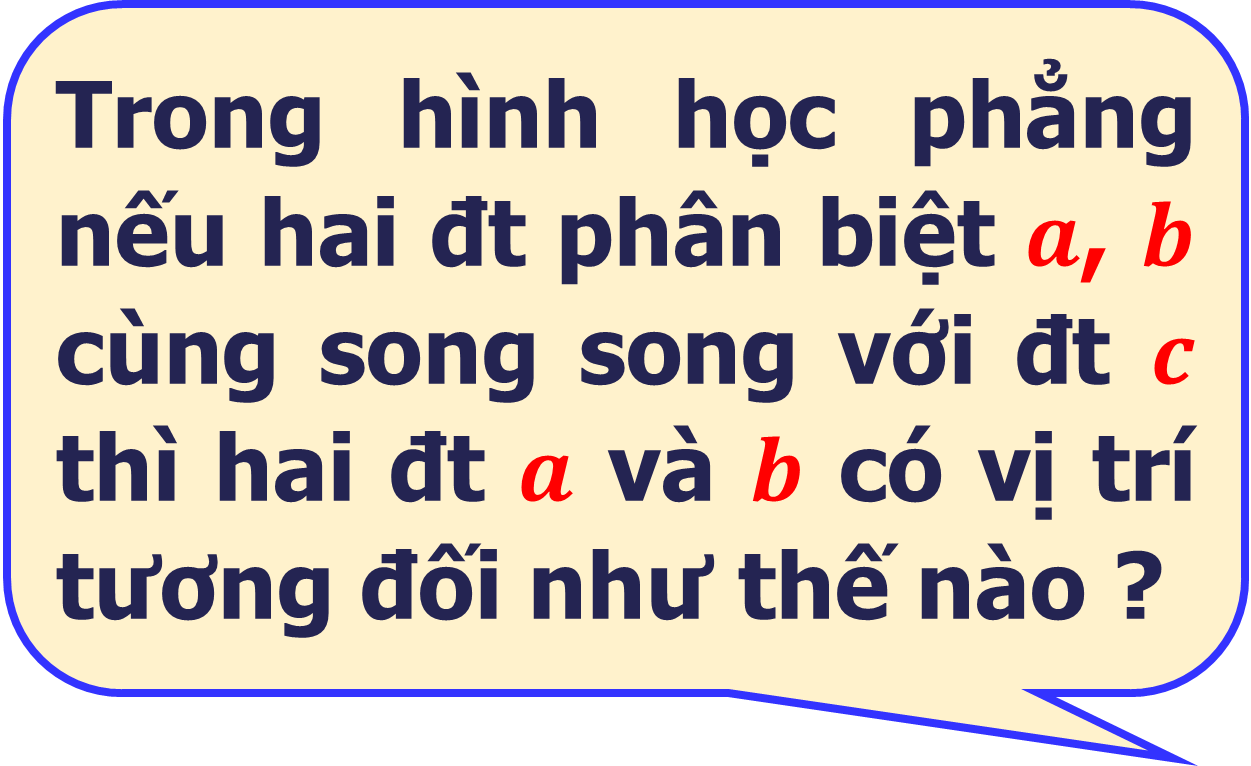 Trong hình học phẳng
nếu hai đt phân biệt a, b
cùng song song với đt c
thì hai đt a và b có vị trí
tương đối như thế nào ?